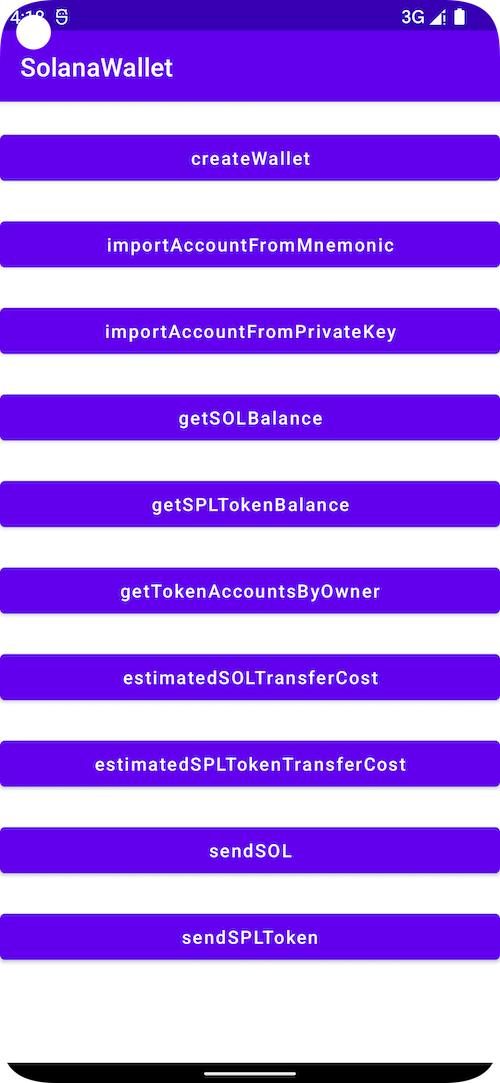 3G
SolanaWallet
createWallet
importAccountFromMnemonic
importAccountFromPrivateKey
getSOLBalance
getSPLTokenBalance
getTokenAccountsByOwner
estimatedSOLTransferCost
estimatedSPLTokenTransferCost
sendSOL
sendSPLToken